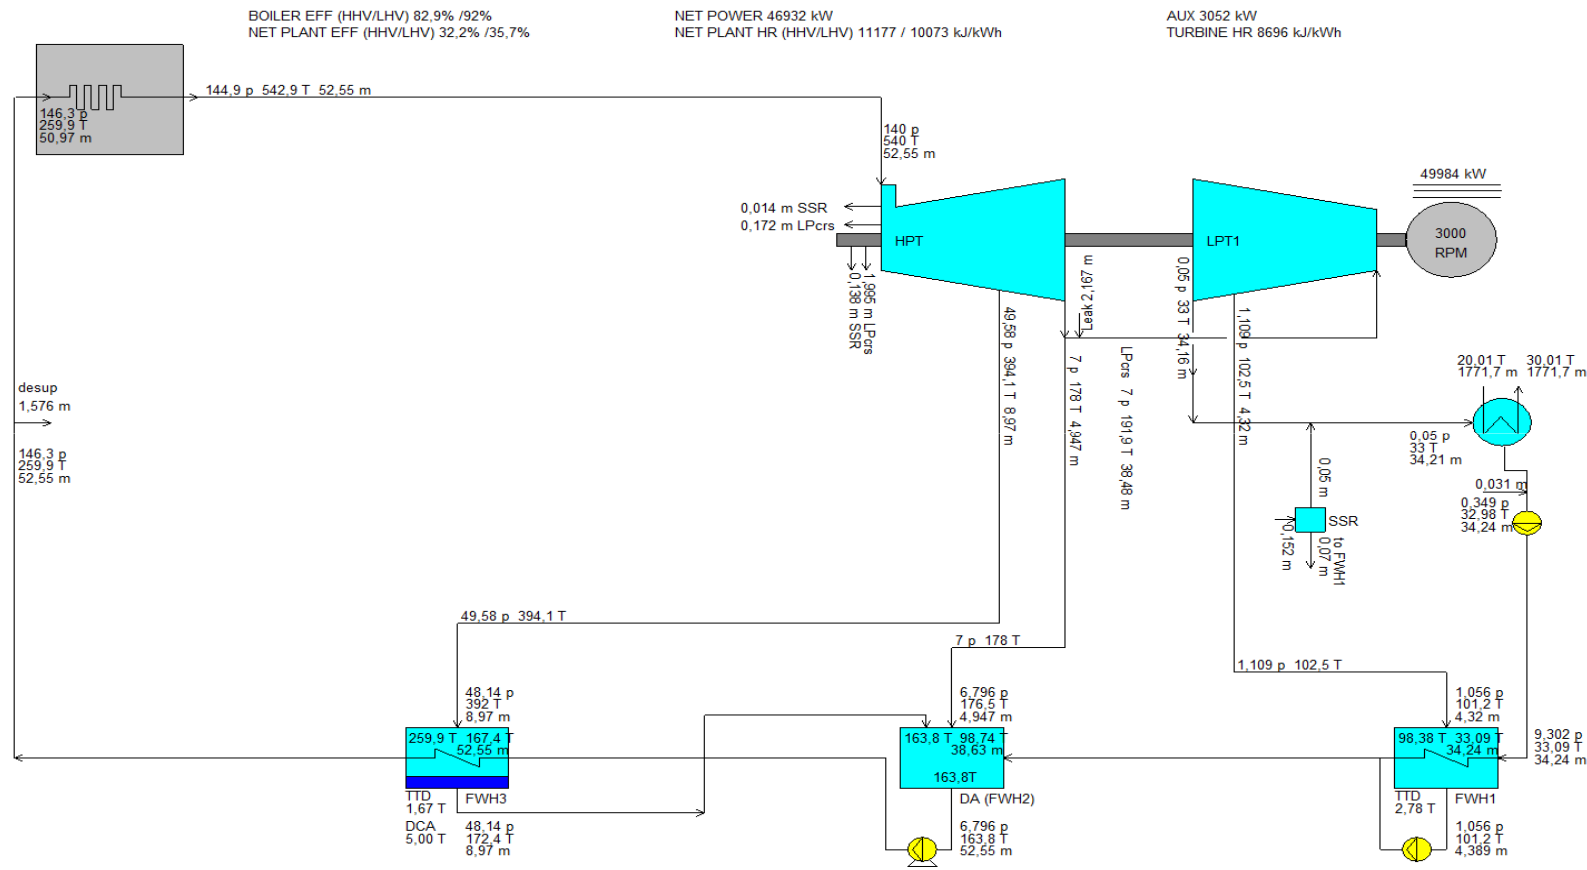 BOILER EFF (HHV/LHV) 82,9% /92%
NET PLANT EFF (HHV/LHV) 32,2% /35,7%
NET POWER 46932 kW
NET PLANT HR (HHV/LHV) 11177 / 10073 kJ/kWh
AUX 3052 kW
TURBINE HR 8696 kJ/kWh
146,3 p
259,9 T
50,97 m
144,9 p 542,9 T 52,55 m
140 p
540 T
52,55 m
0,014 m SSR
0,172 m LPcrs
HPT
LPT1
49984 kW
3000
RPM
1,995 m LPcrs
0,138 m SSR
49,58 p 394,1 T 8,97 m
Leak 2,167 m
7 p 178 T 4,947 m
LPcrs 7 p 191,9 T 38,48 m
0,05 p 33 T 34,16 m
1,109 p 102,5 T 4,32 m
20,01 T
1771,7 m
30,01 T
1771,7 m
desup
1,576 m
146,3 p
259,9 T
52,55 m
0,05 p
33 T
34,21 m
0,05 m
SSR
0,152 m
0,07 m
to FWH1
0,031 m
0,349 p
32,98 T
34,24 m
49,58 p 394,1 T
7 p 178 T
1,109 p 102,5 T
48,14 p
392 T
8,97 m
259,9 T 167,4 T
52,55 m
TTD
1,67 T
FWH3
DCA
5,00 T
48,14 p
172,4 T
8,97 m
6,796 p
176,5 T
4,947 m
163,8 T 98,74 T
38,63 m
163,8T
DA (FWH2)
6,796 p
163,8 T
52,55 m
1,056 p
101,2 T
4,32 m
98,38 T 33,09 T
34,24 m
9,302 p
33,09 T
34,24 m
TTD
2,78 T
FWH1
1,056 p
101,2 T
4,389 m